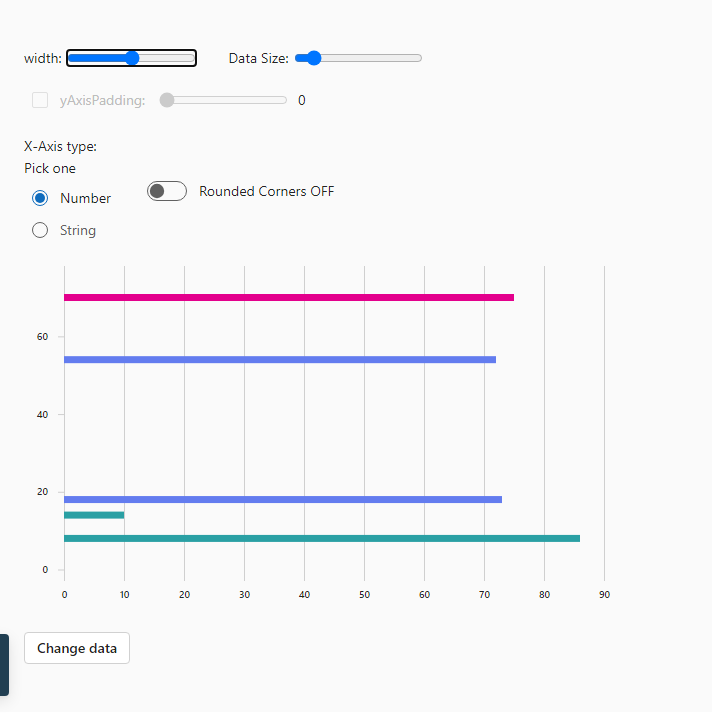 width: Data Size:
yAxisPadding: 0
X-Axis type:
Pick one
Number Rounded Corners OFF
String
60
40
20
0
0 10 20 30 40 50 60 70 80 90
Change data